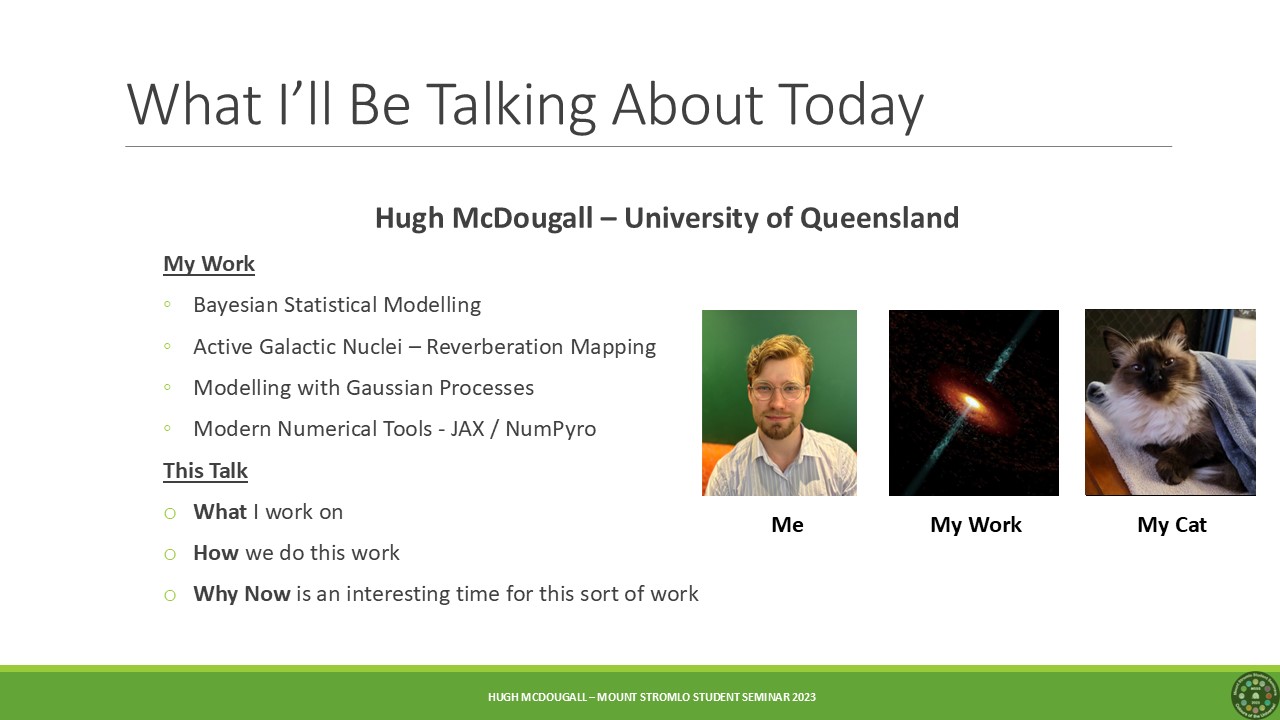 What I’ll Be Talking About Today
Hugh McDougall – University of Queensland
My Work
◦ Bayesian Statistical Modelling
◦ Active Galactic Nuclei – Reverberation Mapping
◦ Modelling with Gaussian Processes
◦ Modern Numerical Tools - JAX / NumPyro
This Talk
o What I work on
o How we do this work
o Why Now is an interesting time for this sort of work
Me
My Work
My Cat
HUGH MCDOUGALL – MOUNT STROMLO STUDENT SEMINAR 2023